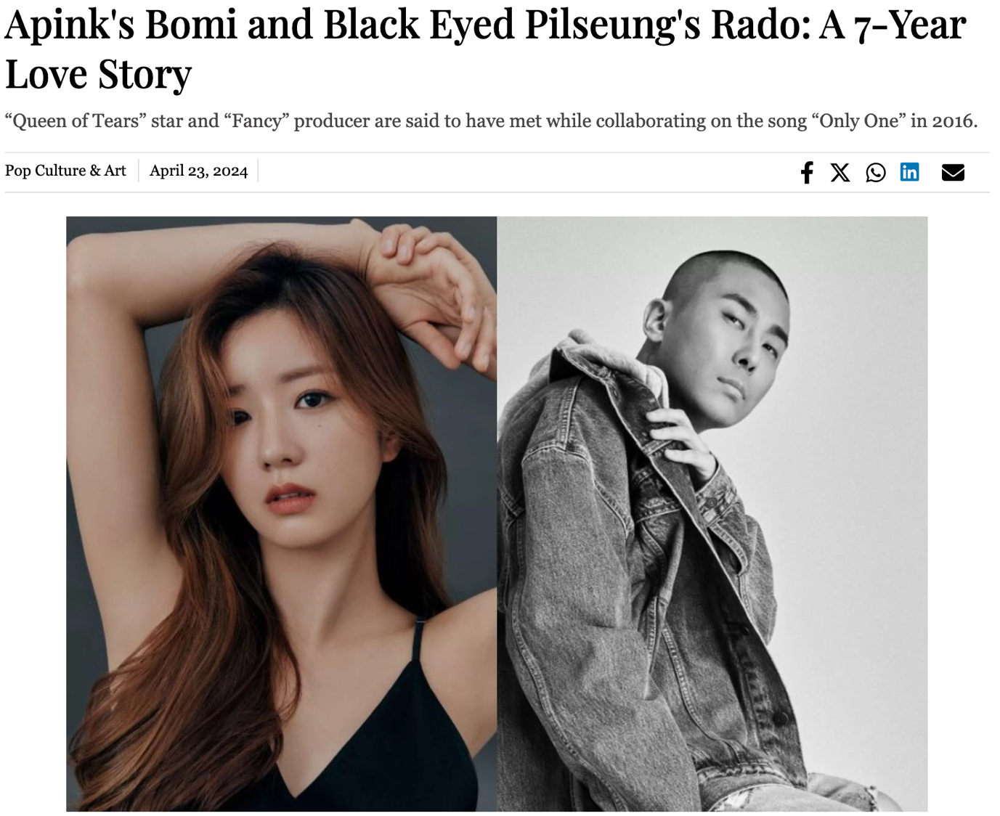 Apink's Bomi and Black Eyed Pilseung's Rado: A 7-Year
Love Story
“Queen of Tears” star and “Fancy” producer are said to have met while collaborating on the song “Only One” in 2016.
Pop Culture & Art
April 23, 2024
in